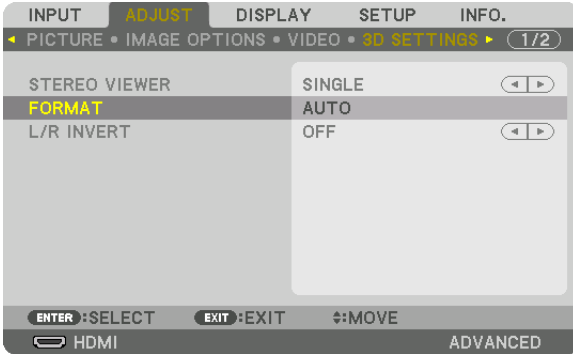 INPUT ADJUST DISPLAY SETUP INFO.
◄ PICTURE • IMAGE OPTIONS • VIDEO • 3D SETTINGS ► 1/2
STEREO VIEWER SINGLE ◄ ►
FORMAT AUTO
L/R INVERT OFF ◄ ►
ENTER :SELECT EXIT :EXIT ♦:MOVE
HDMI ADVANCED